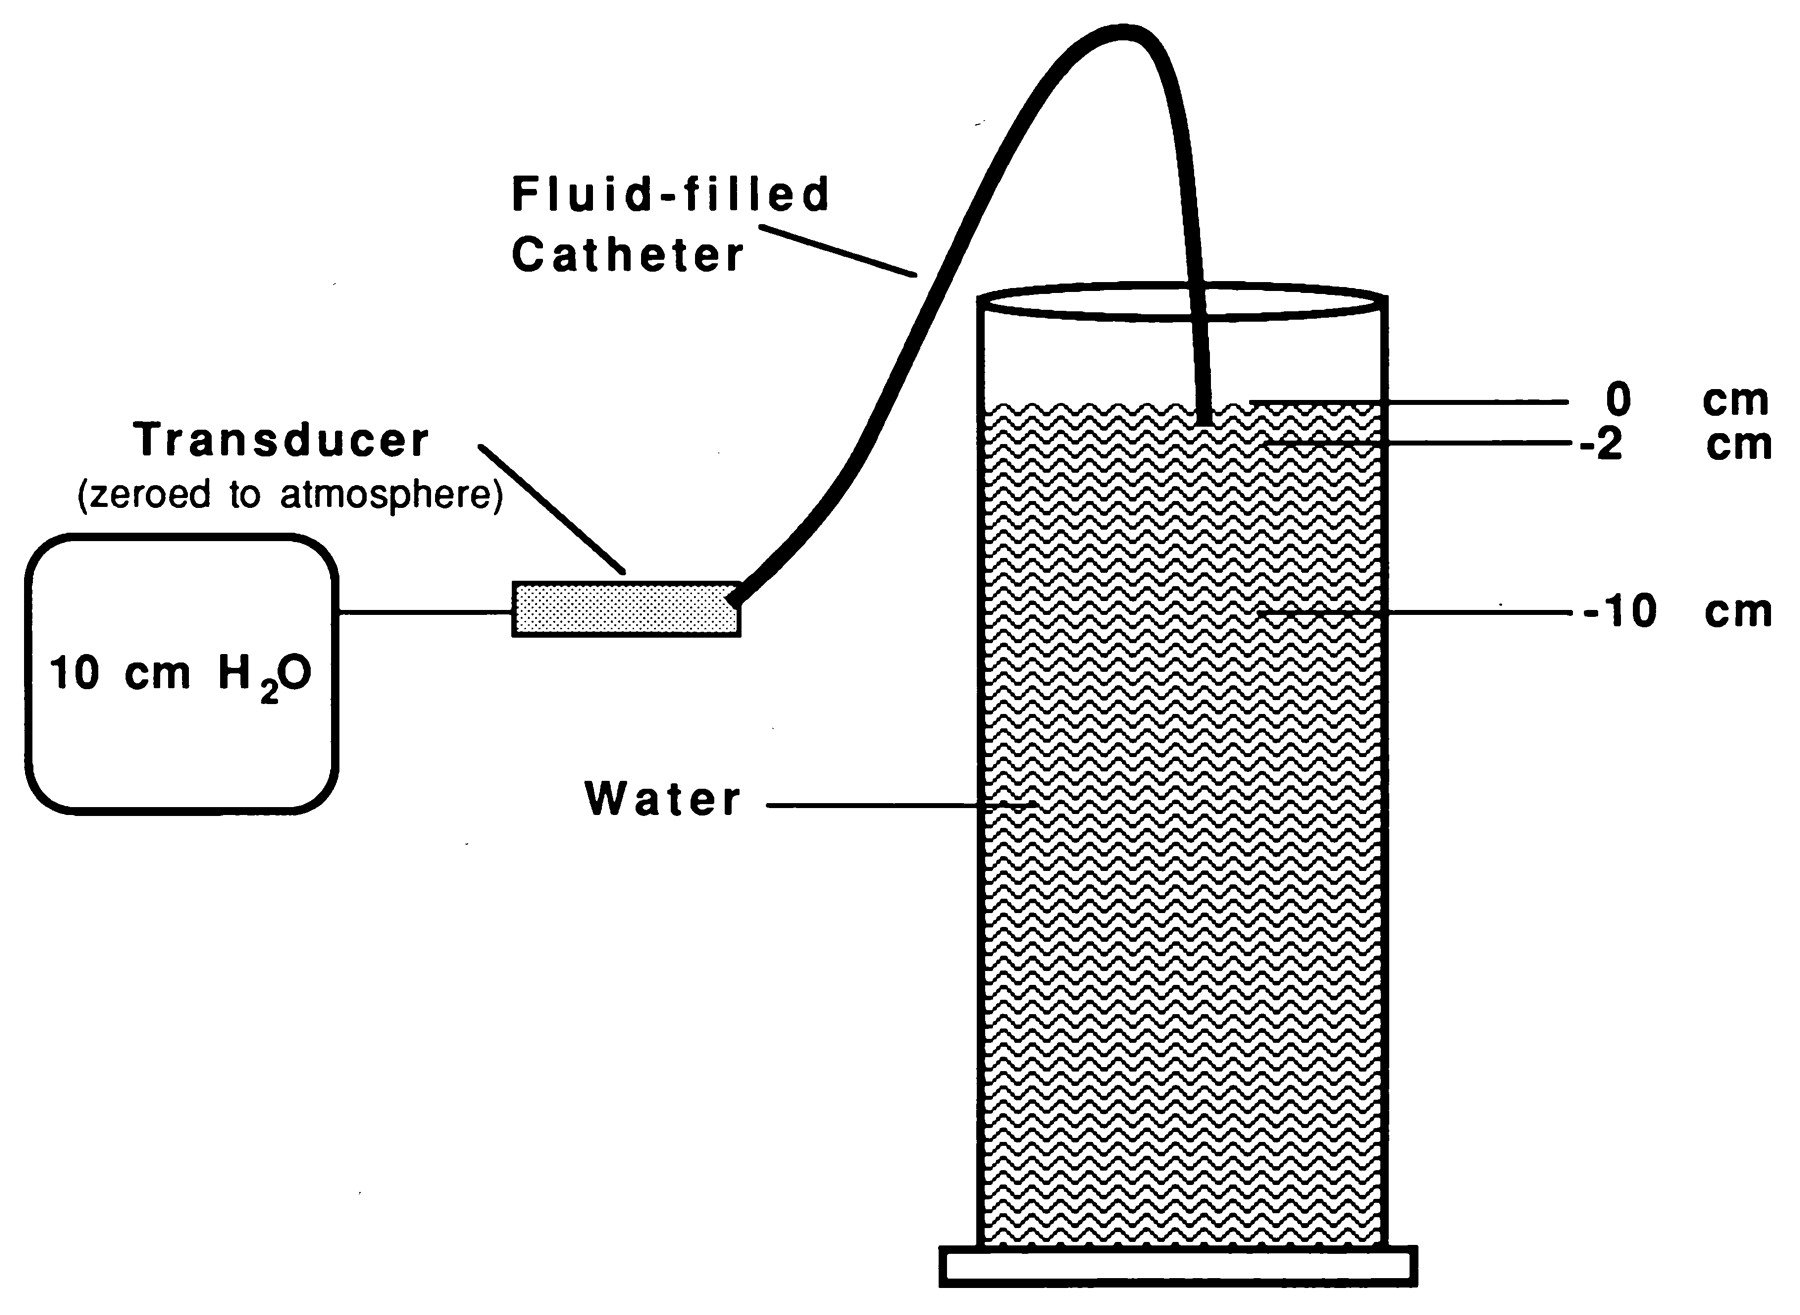 Fluid-filled
Catheter
Transducer
(zeroed to atmosphere)
10 cm H₂O
Water
0 cm
-2 cm
-10 cm